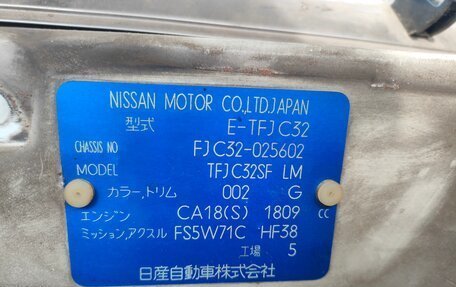 NISSAN MOTOR CO.,LTD.JAPAN
型式 E-TFJC32
CHASSIS NO FJC32-025602
MODEL TFJC32SF LM
カラー,トリム 002 G
エンジン CA18(S) 1809 cc
ミッション,アクスル FS5W71C HF38
工場 5
日産自動車株式会社